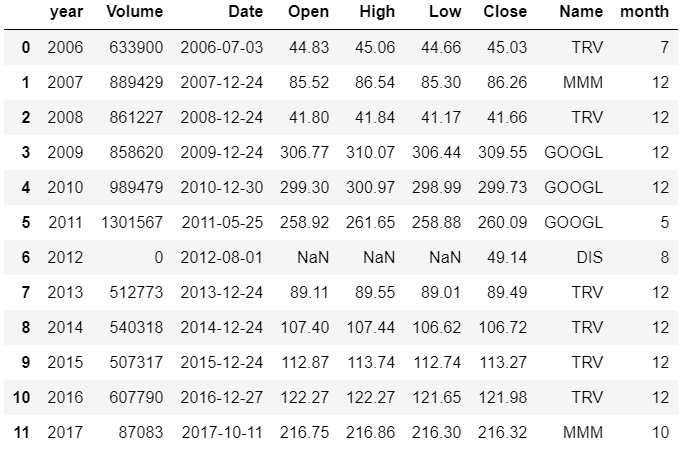 year Volume Date Open High Low Close Name month
0 2006 633900 2006-07-03 44.83 45.06 44.66 45.03 TRV 7
1 2007 889429 2007-12-24 85.52 86.54 85.30 86.26 MMM 12
2 2008 861227 2008-12-24 41.80 41.84 41.17 41.66 TRV 12
3 2009 858620 2009-12-24 306.77 310.07 306.44 309.55 GOOGL 12
4 2010 989479 2010-12-30 299.30 300.97 298.99 299.73 GOOGL 12
5 2011 1301567 2011-05-25 258.92 261.65 258.88 260.09 GOOGL 5
6 2012 0 2012-08-01 NaN NaN NaN 49.14 DIS 8
7 2013 512773 2013-12-24 89.11 89.55 89.01 89.49 TRV 12
8 2014 540318 2014-12-24 107.40 107.44 106.62 106.72 TRV 12
9 2015 507317 2015-12-24 112.87 113.74 112.74 113.27 TRV 12
10 2016 607790 2016-12-27 122.27 122.27 121.65 121.98 TRV 12
11 2017 87083 2017-10-11 216.75 216.86 216.30 216.32 MMM 10